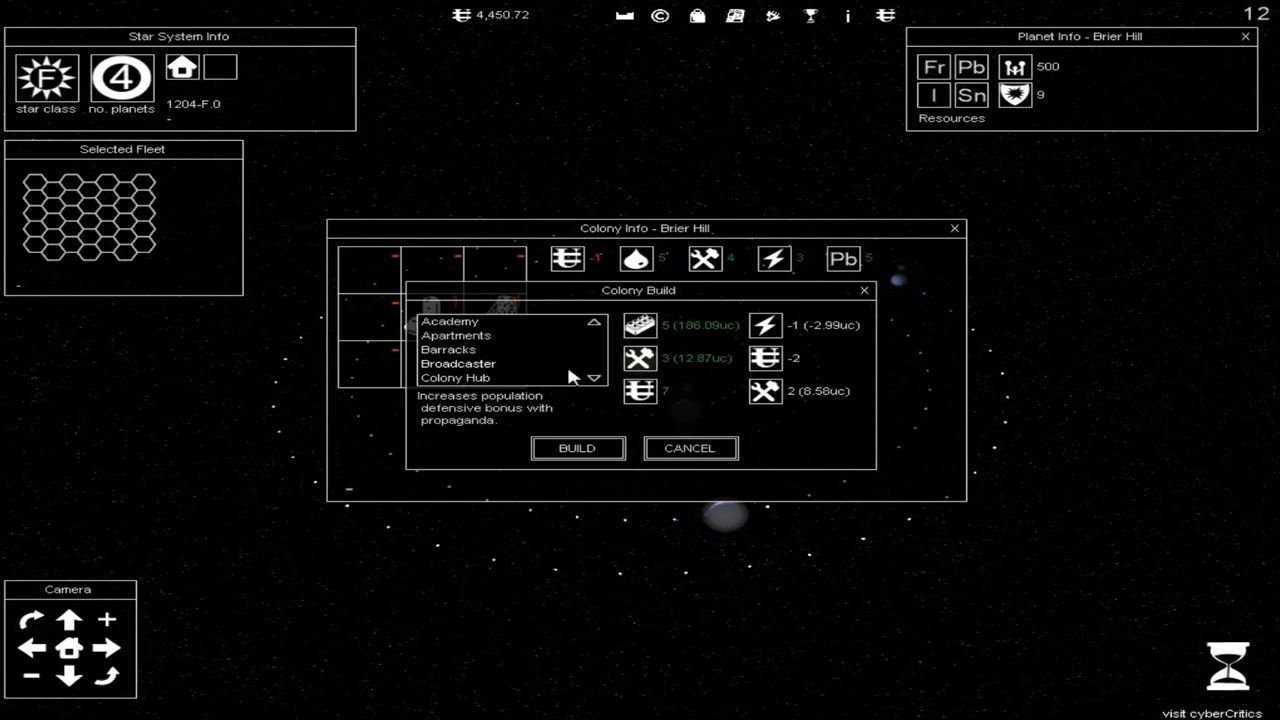 4,450.72
12
Star System Info
F
4
star class
no. planets
1204-F.0
-
Planet Info - Brier Hill
X
Fr
Pb
500
I
Sn
9
Resources
Selected Fleet
-
Colony Info - Brier Hill
X
-1
5
4
3
Pb
5
Colony Build
X
Academy
Apartments
Barracks
Broadcaster
Colony Hub
Increases population
defensive bonus with
propaganda.
5 (186.09uc)
-1 (-2.99uc)
3 (12.87uc)
-2
7
2 (8.58uc)
BUILD
CANCEL
Camera
visit cyberCritics